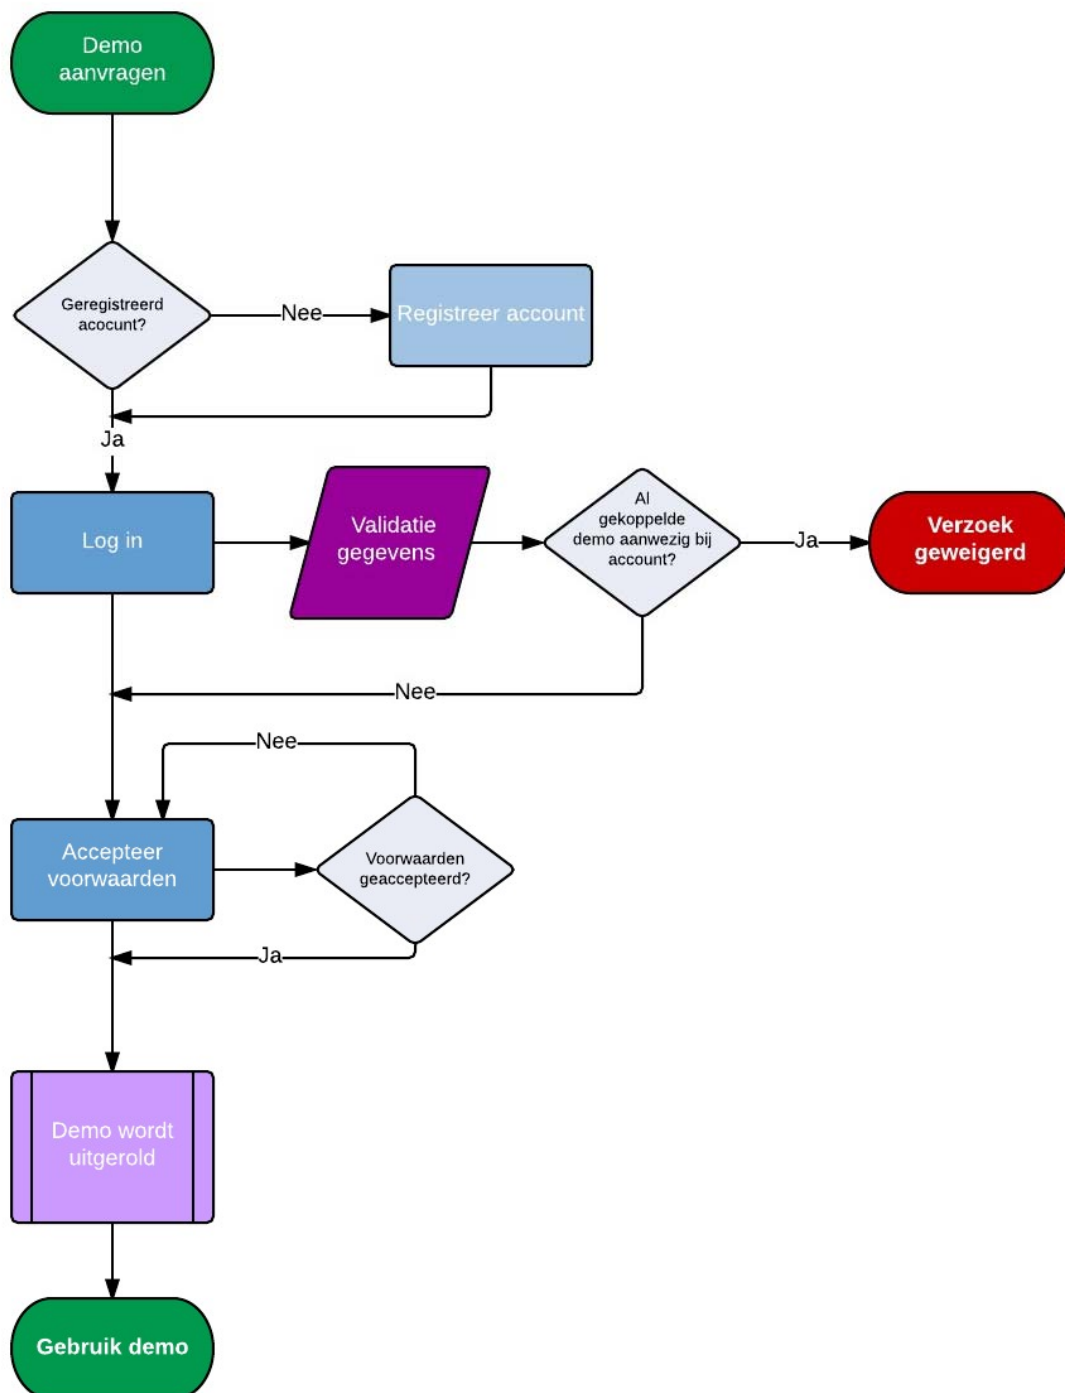 Demo
aanvragen
Geregistreerd
acocunt?
Nee
Registreer account
Ja
Log in
Validatie
gegevens
Al
gekoppelde
demo aanwezig bij
account?
Ja
Verzoek
geweigerd
Nee
Nee
Accepteer
voorwaarden
Voorwaarden
geaccepteerd?
Ja
Demo wordt
uitgerold
Gebruik demo